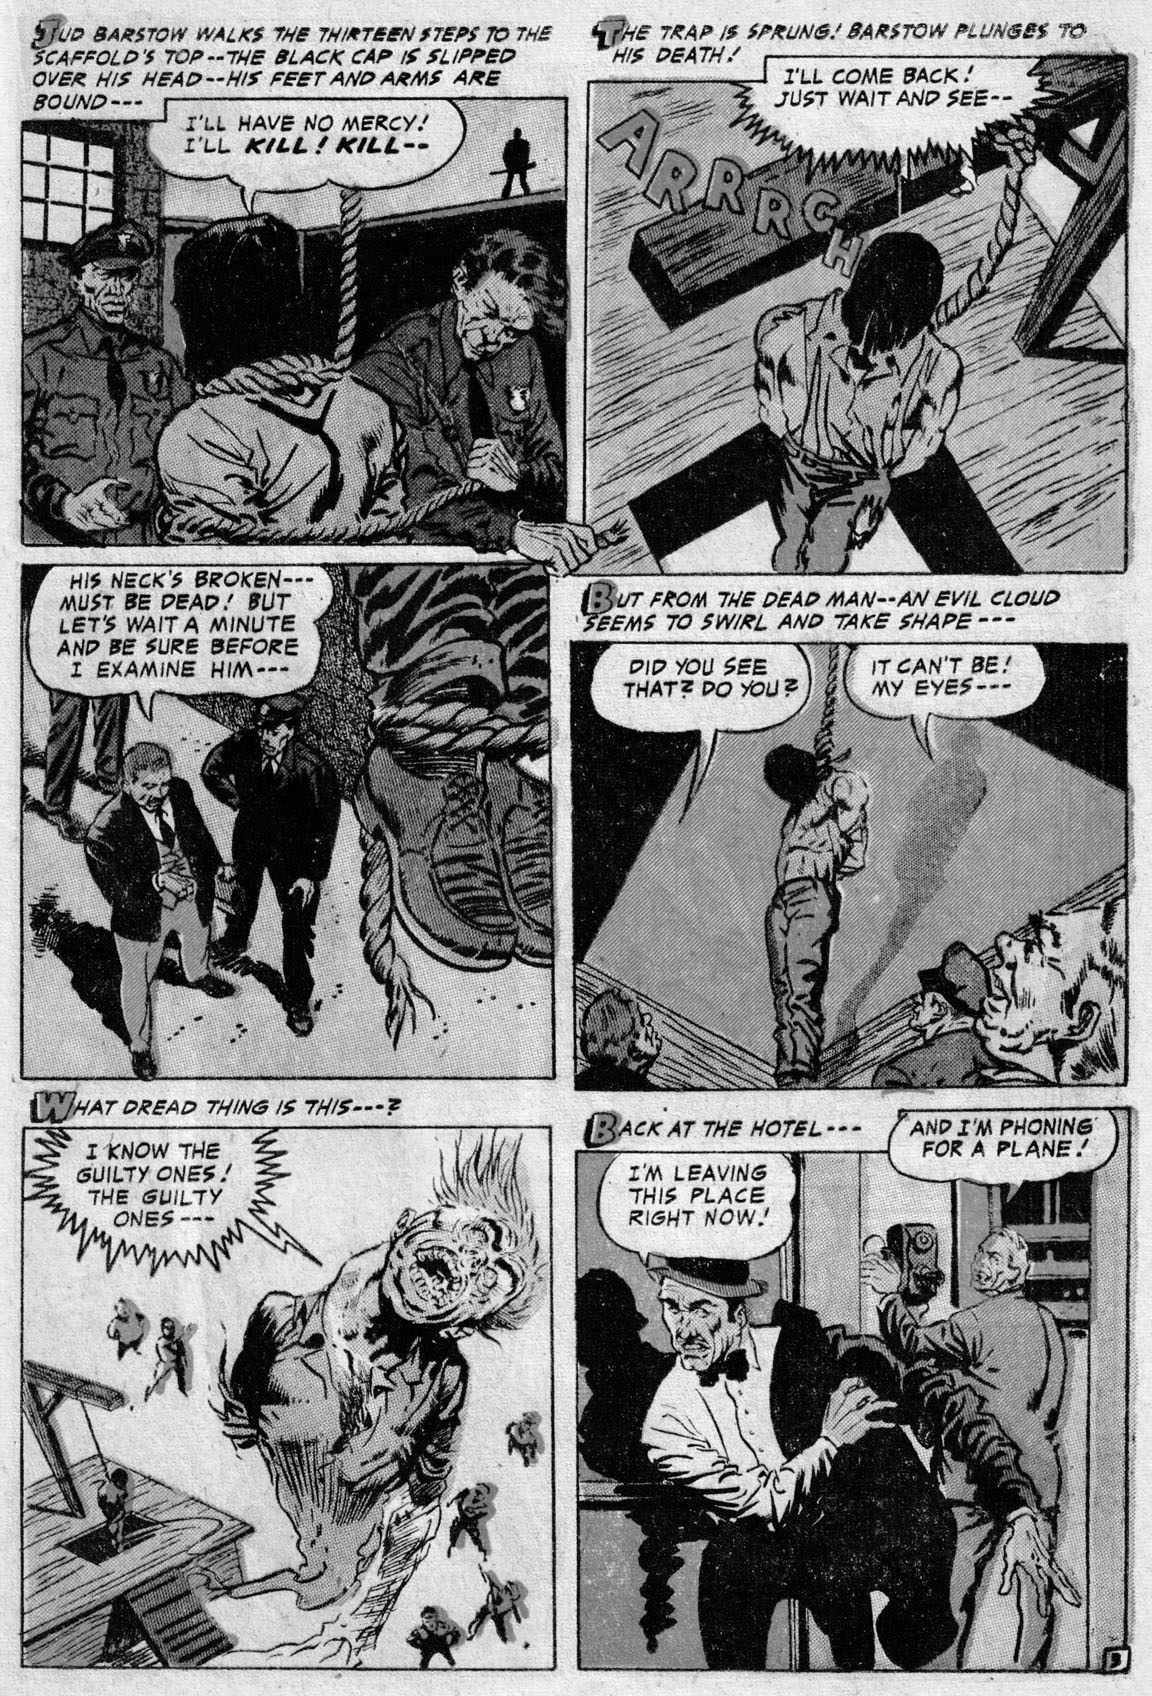 JUD BARSTOW WALKS THE THIRTEEN STEPS TO THE
SCAFFOLD'S TOP--THE BLACK CAP IS SLIPPED
OVER HIS HEAD--HIS FEET AND ARMS ARE
BOUND---
I'LL HAVE NO MERCY!
I'LL KILL! KILL--
THE TRAP IS SPRUNG! BARSTOW PLUNGES TO
HIS DEATH!
I'LL COME BACK!
JUST WAIT AND SEE--
ARRRGH
HIS NECK'S BROKEN---
MUST BE DEAD! BUT
LET'S WAIT A MINUTE
AND BE SURE BEFORE
I EXAMINE HIM---
BUT FROM THE DEAD MAN--AN EVIL CLOUD
SEEMS TO SWIRL AND TAKE SHAPE---
DID YOU SEE
THAT? DO YOU?
IT CAN'T BE!
MY EYES---
WHAT DREAD THING IS THIS---?
I KNOW THE
GUILTY ONES!
THE GUILTY
ONES---
BACK AT THE HOTEL---
I'M LEAVING
THIS PLACE
RIGHT NOW!
AND I'M PHONING
FOR A PLANE!
3